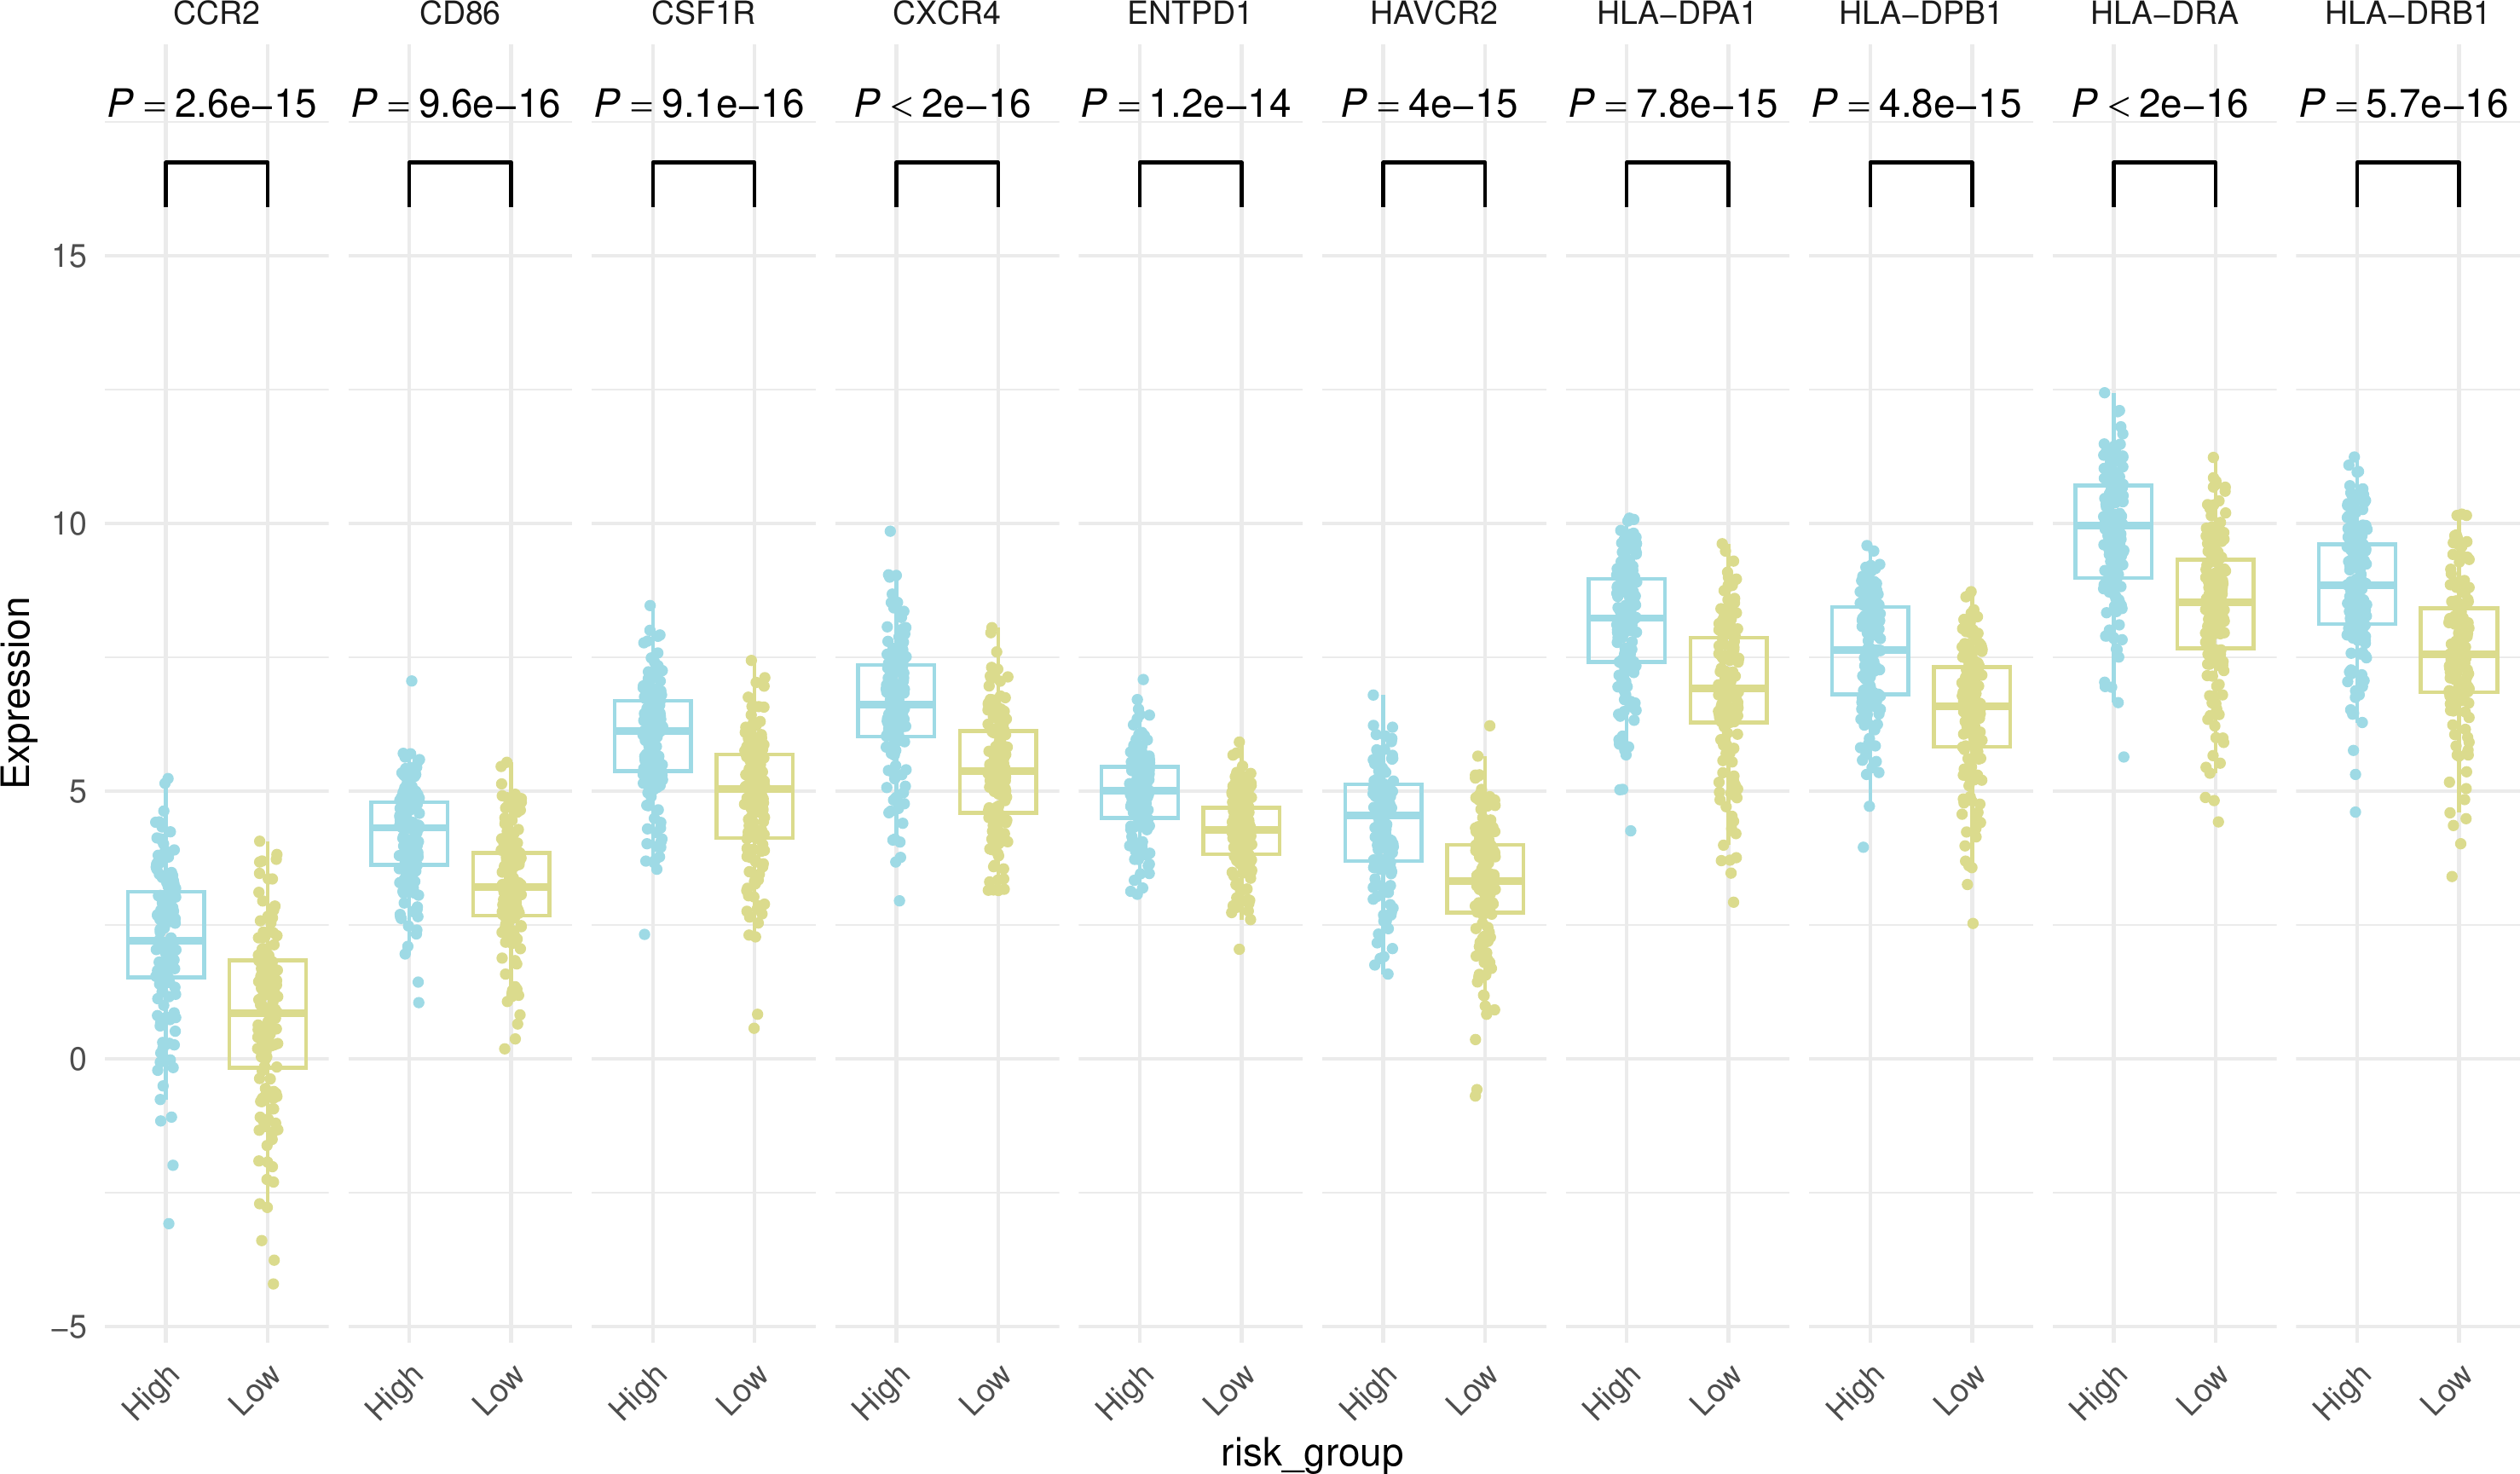 CCR2 CD86 CSF1R CXCR4 ENTPD1 HAVCR2 HLA−DPA1 HLA−DPB1 HLA−DRA HLA−DRB1
P = 2.6e−15 P = 9.6e−16 P = 9.1e−16 P < 2e−16 P = 1.2e−14 P = 4e−15 P = 7.8e−15 P = 4.8e−15 P < 2e−16 P = 5.7e−16
15
10
5
0
−5
Expression
High Low High Low High Low High Low High Low High Low High Low High Low High Low High Low
risk_group